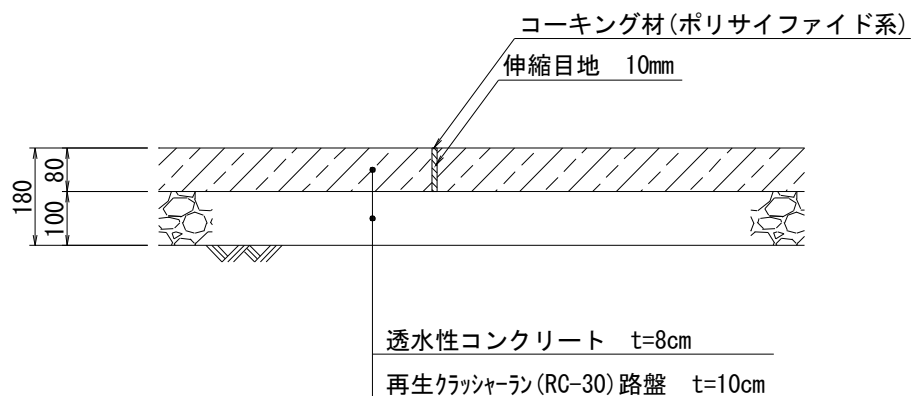 コーキング材(ポリサイファイド系)
伸縮目地　10mm
180
80
100
透水性コンクリート　t=8cm
再生ｸﾗｯｼｬｰﾗﾝ(RC-30)路盤　t=10cm